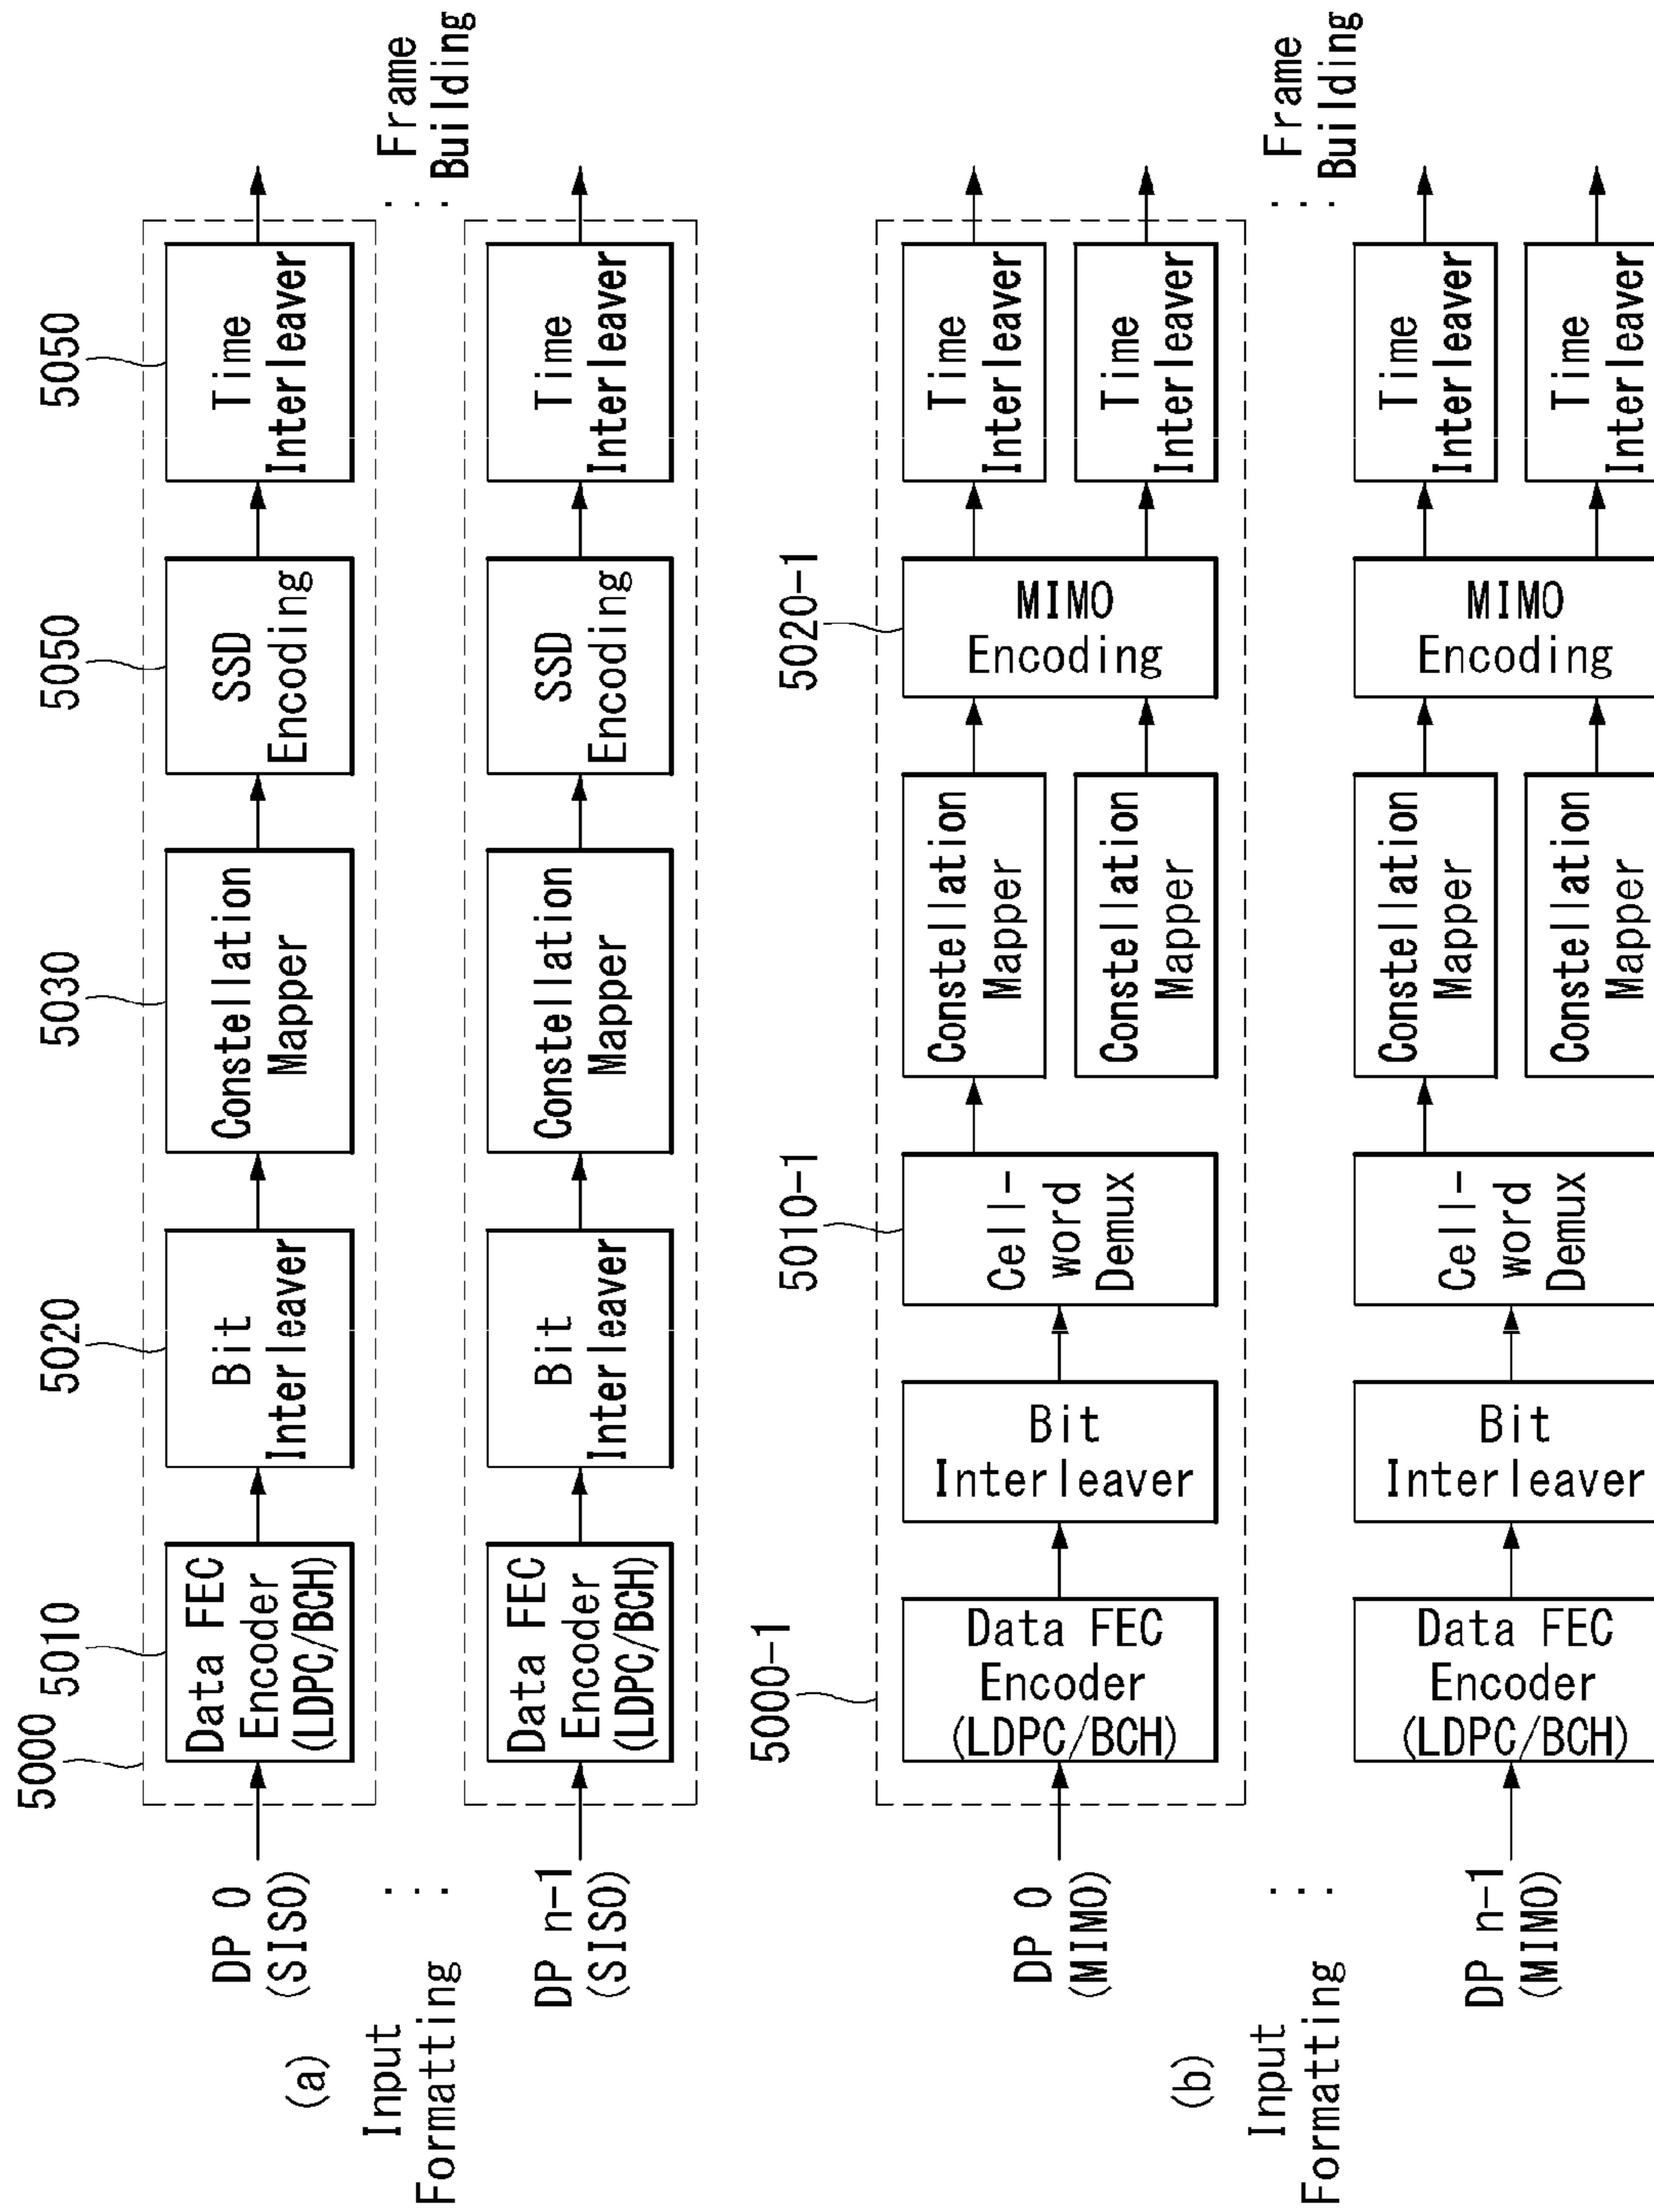 5000
5010
5020
5030
5050
5050
DP 0
(SISO)
Data FEC
Encoder
(LDPC/BCH)
Bit
Interleaver
Constellation
Mapper
SSD
Encoding
Time
Interleaver
(a)
Input
Formatting
⋮
⋮
Frame
Building
DP n-1
(SISO)
Data FEC
Encoder
(LDPC/BCH)
Bit
Interleaver
Constellation
Mapper
SSD
Encoding
Time
Interleaver
5000-1
5010-1
5020-1
DP 0
(MIMO)
Data FEC
Encoder
(LDPC/BCH)
Bit
Interleaver
Cell-
word
Demux
Constellation
Mapper
Constellation
Mapper
MIMO
Encoding
Time
Interleaver
Time
Interleaver
(b)
Input
Formatting
⋮
⋮
Frame
Building
DP n-1
(MIMO)
Data FEC
Encoder
(LDPC/BCH)
Bit
Interleaver
Cell-
word
Demux
Constellation
Mapper
Constellation
Mapper
MIMO
Encoding
Time
Interleaver
Time
Interleaver